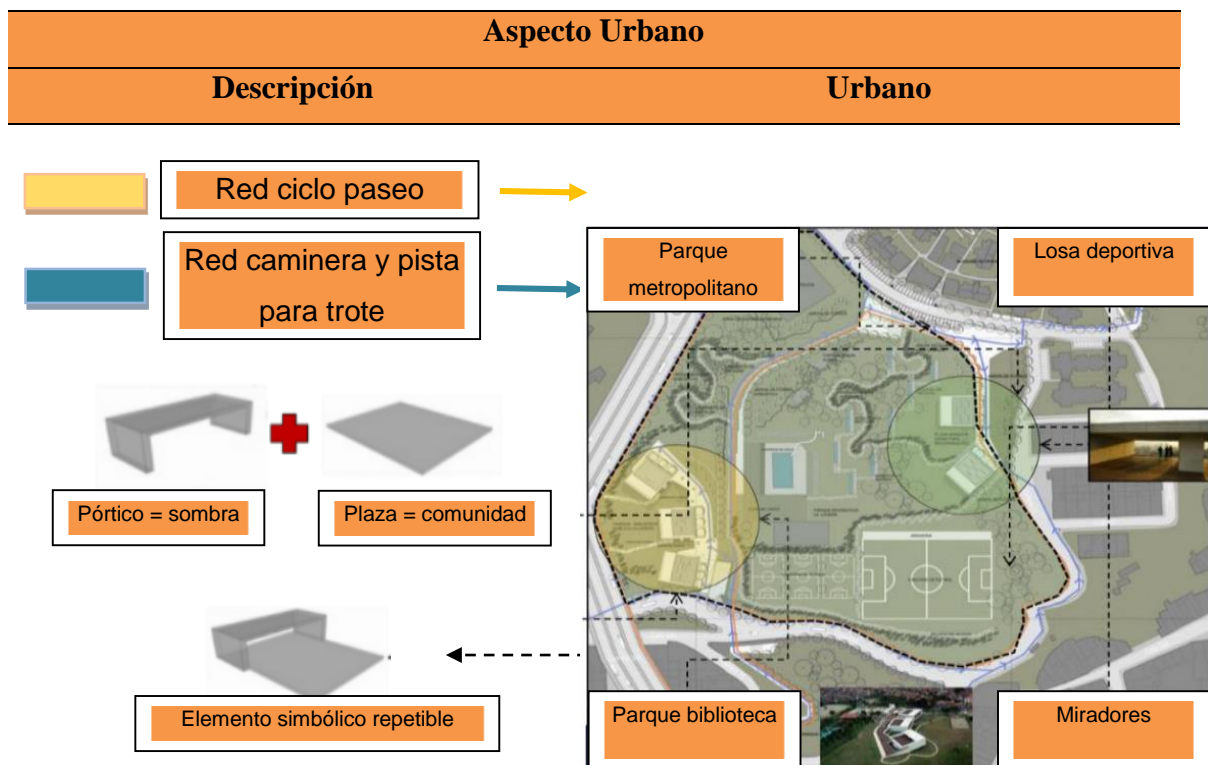 Aspecto Urbano
Descripción
Urbano
Red ciclo paseo
Red caminera y pista
para trote
Parque
metropolitano
Losa deportiva
Pórtico = sombra
Plaza = comunidad
Elemento simbólico repetible
Parque biblioteca
Miradores